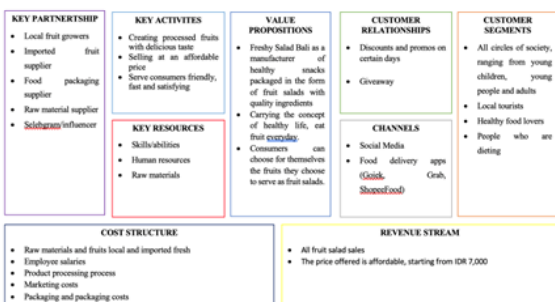 KEY PARTNERTSHIP
• Local fruit growers
• Imported fruit
supplier
• Food packaging
supplier
• Raw material supplier
• Selebgram/influencer
KEY ACTIVITES
• Creating processed fruits
with delicious taste
• Selling at an affordable
price
• Serve consumers friendly,
fast and satisfying
KEY RESOURCES
• Skills/abilities
• Human resources
• Raw materials
VALUE
PROPOSITIONS
• Freshy Salad Bali as a
manufacturer of
healthy snacks
packaged in the form
of fruit salads with
quality ingredients
• Carrying the concept
of healthy life, eat
fruit everyday.
• Consumers can
choose for themselves
the fruits they choose
to serve as fruit salads.
CUSTOMER
RELATIONSHIPS
• Discounts and promos on
certain days
• Giveaway
CHANNELS
• Social Media
• Food delivery apps
(Gojek, Grab,
ShopeeFood)
CUSTOMER
SEGMENTS
• All circles of society,
ranging from young
children, young
people and adults
• Local tourists
• Healthy food lovers
• People who are
dieting
COST STRUCTURE
• Raw materials and fruits local and imported fresh
• Employee salaries
• Product processing process
• Marketing costs
• Packaging and packaging costs
REVENUE STREAM
• All fruit salad sales
• The price offered is affordable, starting from IDR 7,000